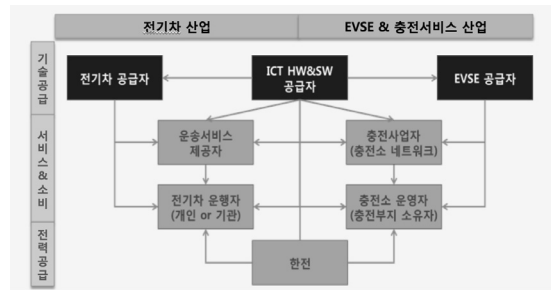 전기차 산업
EVSE & 충전서비스 산업
기술공급
전기차 공급자
ICT HW&SW
공급자
EVSE 공급자
서비스&소비
운송서비스
제공자
충전사업자
(충전소 네트워크)
전기차 운행자
(개인 or 기관)
충전소 운영자
(충전부지 소유자)
전력공급
한전